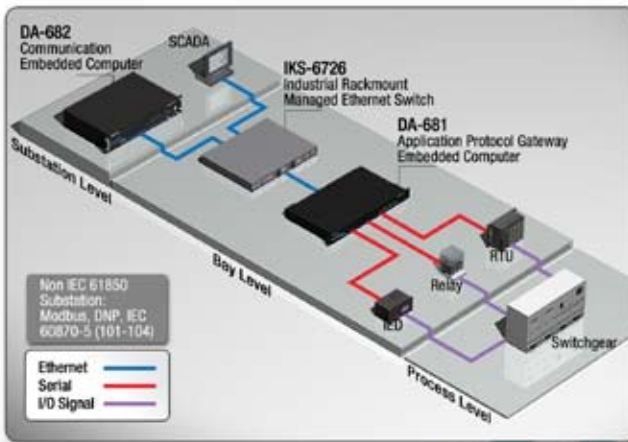 DA-682
Communication
Embedded Computer
SCADA
IKS-6726
Industrial Rackmount
Managed Ethernet Switch
DA-681
Application Protocol Gateway
Embedded Computer
Substation Level
Bay Level
Process Level
RTU
Relay
IED
Switchgear
Non IEC 61850
Substation:
Modbus, DNP, IEC
60870-5 (101-104)
Ethernet
Serial
I/O Signal